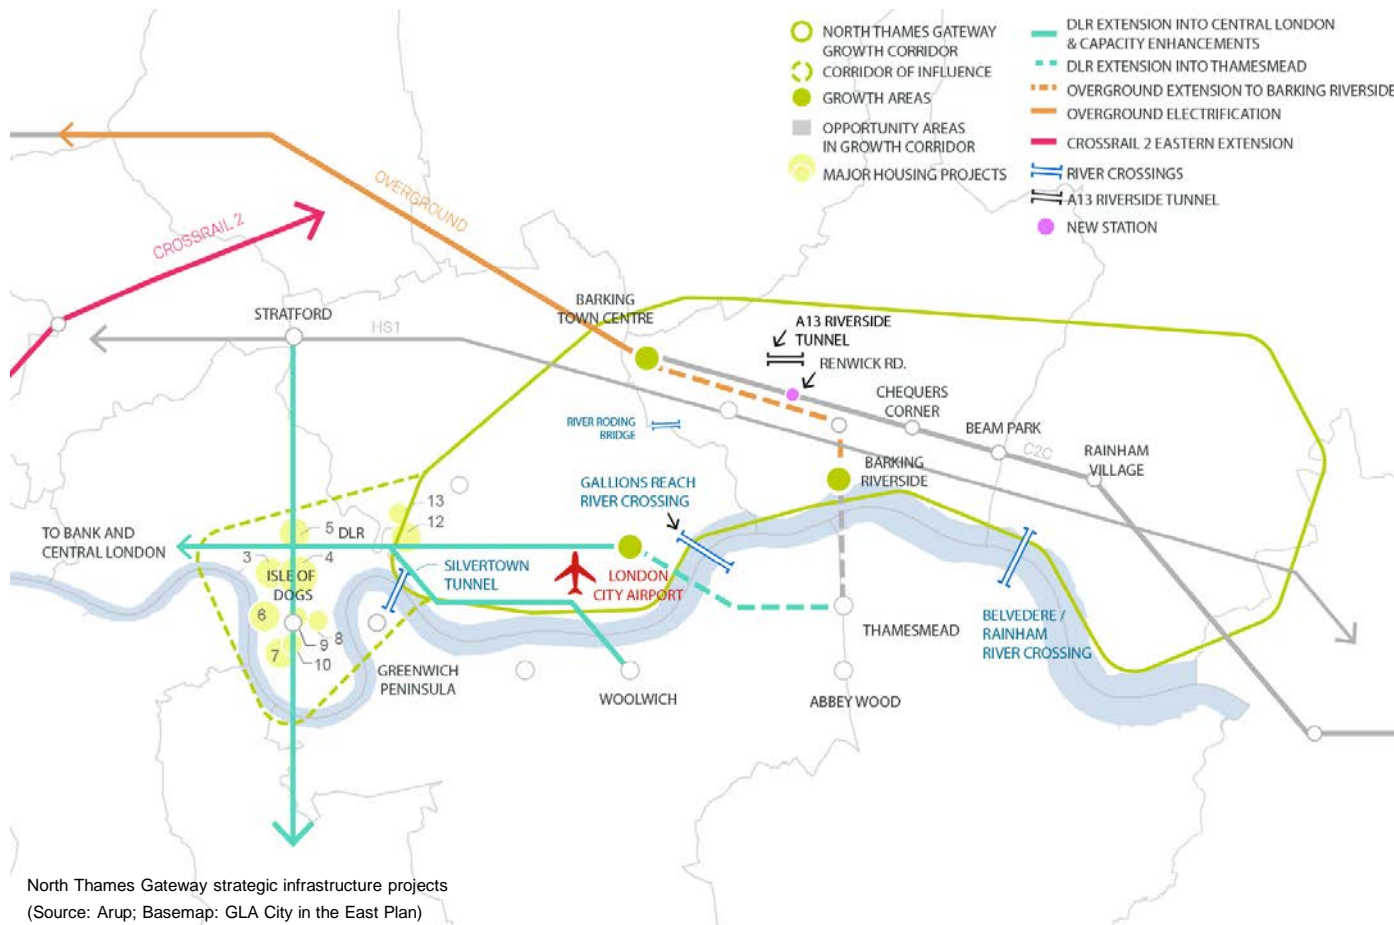 NORTH THAMES GATEWAY
GROWTH CORRIDOR
CORRIDOR OF INFLUENCE
GROWTH AREAS
OPPORTUNITY AREAS
IN GROWTH CORRIDOR
MAJOR HOUSING PROJECTS
DLR EXTENSION INTO CENTRAL LONDON
& CAPACITY ENHANCEMENTS
DLR EXTENSION INTO THAMESMEAD
OVERGROUND EXTENSION TO BARKING RIVERSIDE
OVERGROUND ELECTRIFICATION
CROSSRAIL 2 EASTERN EXTENSION
RIVER CROSSINGS
A13 RIVERSIDE TUNNEL
NEW STATION
OVERGROUND
CROSSRAIL 2
STRATFORD
HS1
BARKING
TOWN CENTRE
A13 RIVERSIDE
TUNNEL
RENWICK RD.
CHEQUERS
CORNER
BEAM PARK
C2C
RAINHAM
VILLAGE
RIVER RODING
BRIDGE
BARKING
RIVERSIDE
GALLIONS REACH
RIVER CROSSING
TO BANK AND
CENTRAL LONDON
13
12
5
DLR
3
4
ISLE OF
DOGS
6
8
9
7
10
SILVERTOWN
TUNNEL
LONDON
CITY AIRPORT
GREENWICH
PENINSULA
WOOLWICH
THAMESMEAD
ABBEY WOOD
BELVEDERE /
RAINHAM
RIVER CROSSING
North Thames Gateway strategic infrastructure projects
(Source: Arup; Basemap: GLA City in the East Plan)